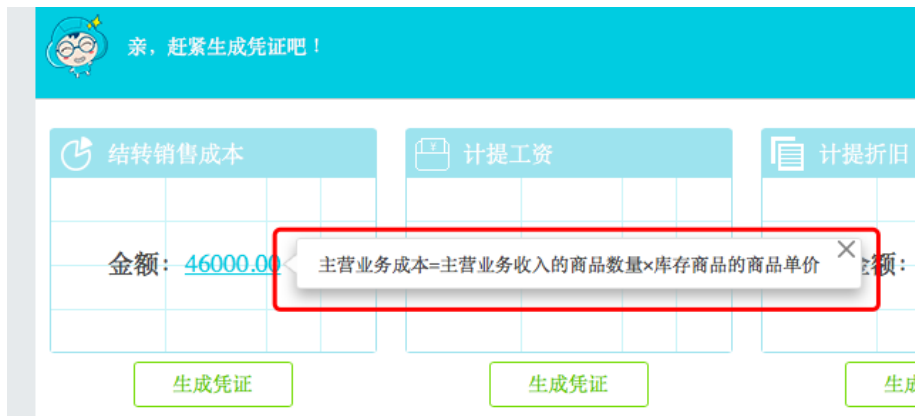 亲，赶紧生成凭证吧！
结转销售成本
计提工资
计提折旧
金额：46000.00
主营业务成本=主营业务收入的商品数量×库存商品的商品单价
额：
生成凭证
生成凭证
生成